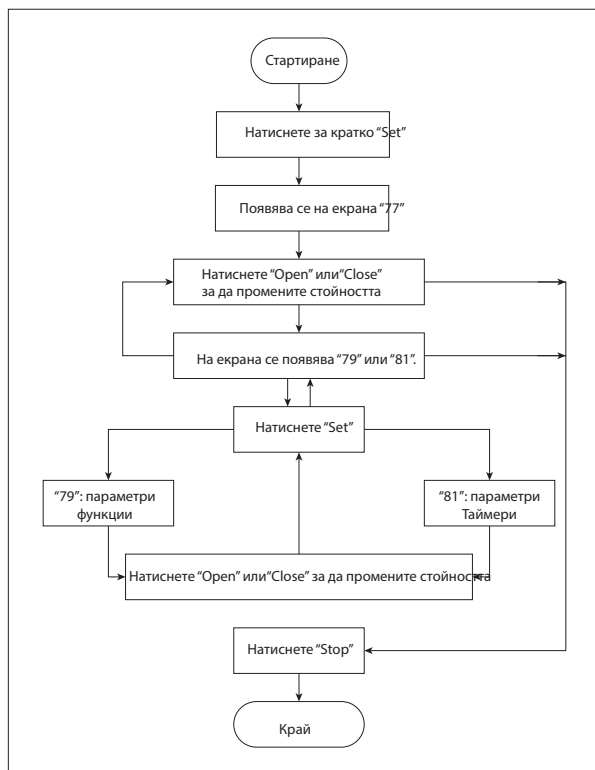 Стартиране
Натиснете за кратко “Set”
Появява се на екрана “77”
Натиснете “Open” или“Close”
за да промените стойността
На екрана се появява “79” или “81”.
Натиснете “Set”
“79”: параметри
функции
“81”: параметри
Таймери
Натиснете “Open” или“Close” за да промените стойността
Натиснете “Stop”
Край